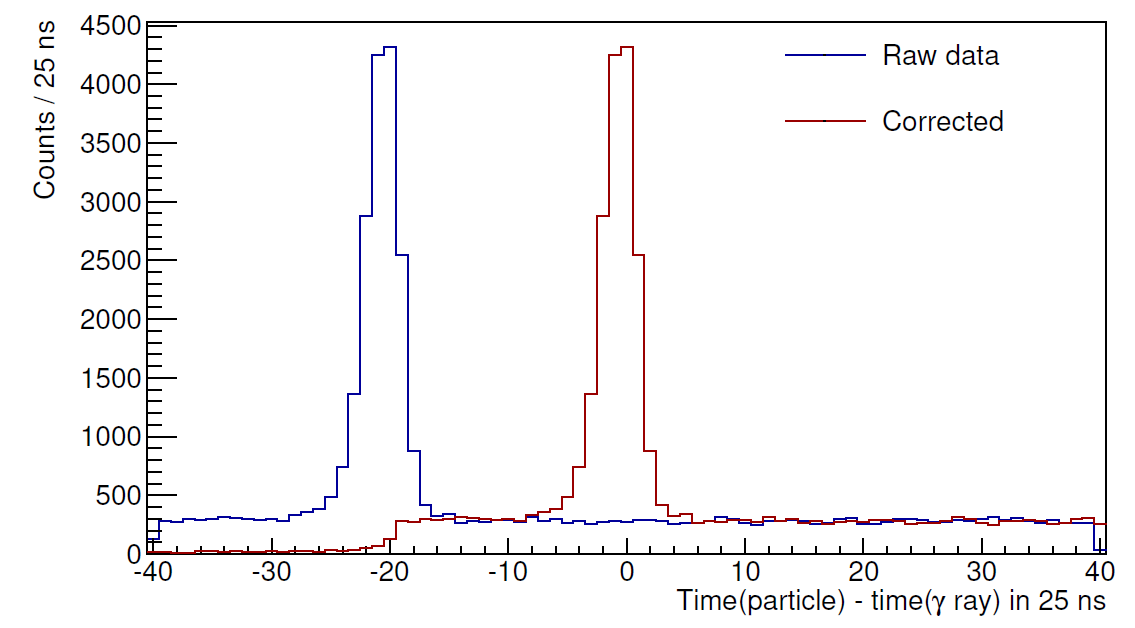 Counts / 25 ns
4500
4000
3500
3000
2500
2000
1500
1000
500
0
Raw data
Corrected
-40 -30 -20 -10 0 10 20 30 40
Time(particle) - time(γ ray) in 25 ns